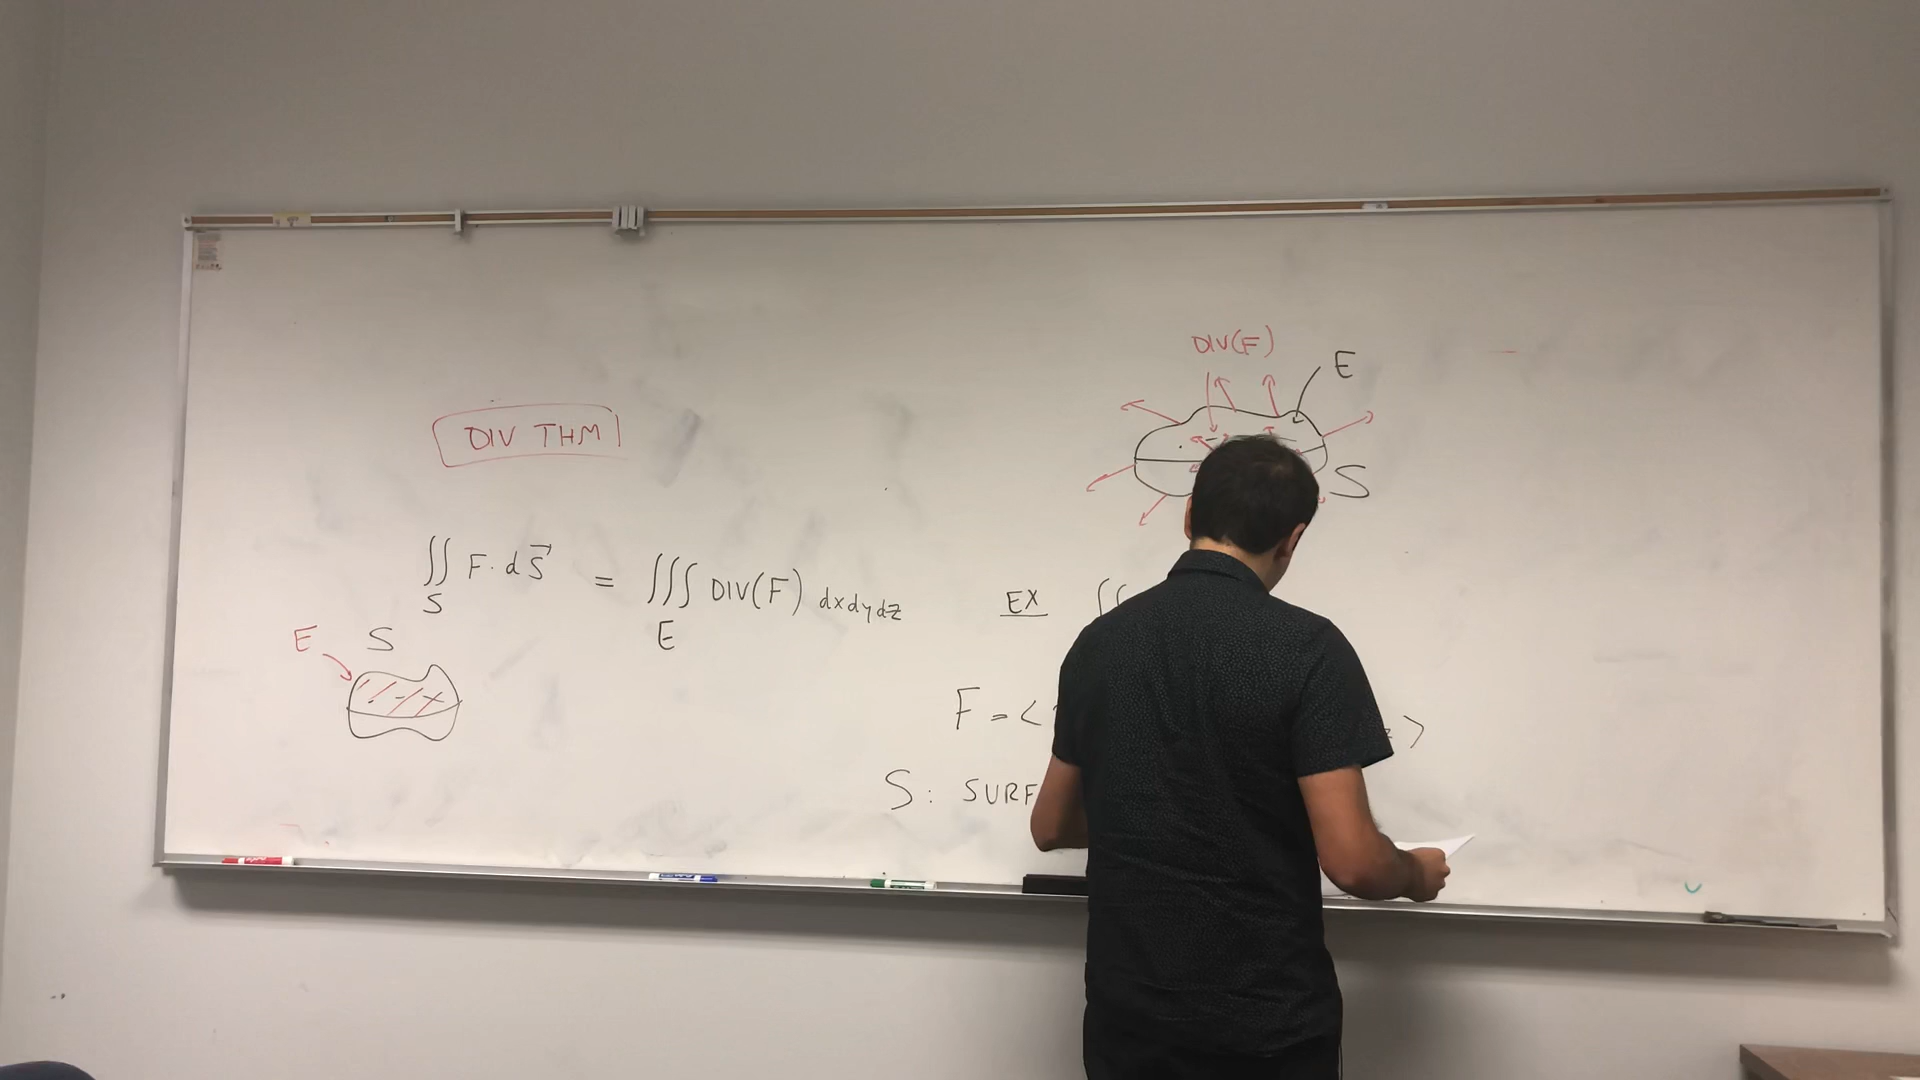 DIV THM
∬ F · dS⃗ = ∭ DIV(F) dxdydz
S E
E S
DIV(F)
E
S
EX ∬
F = <
>
S: SURF